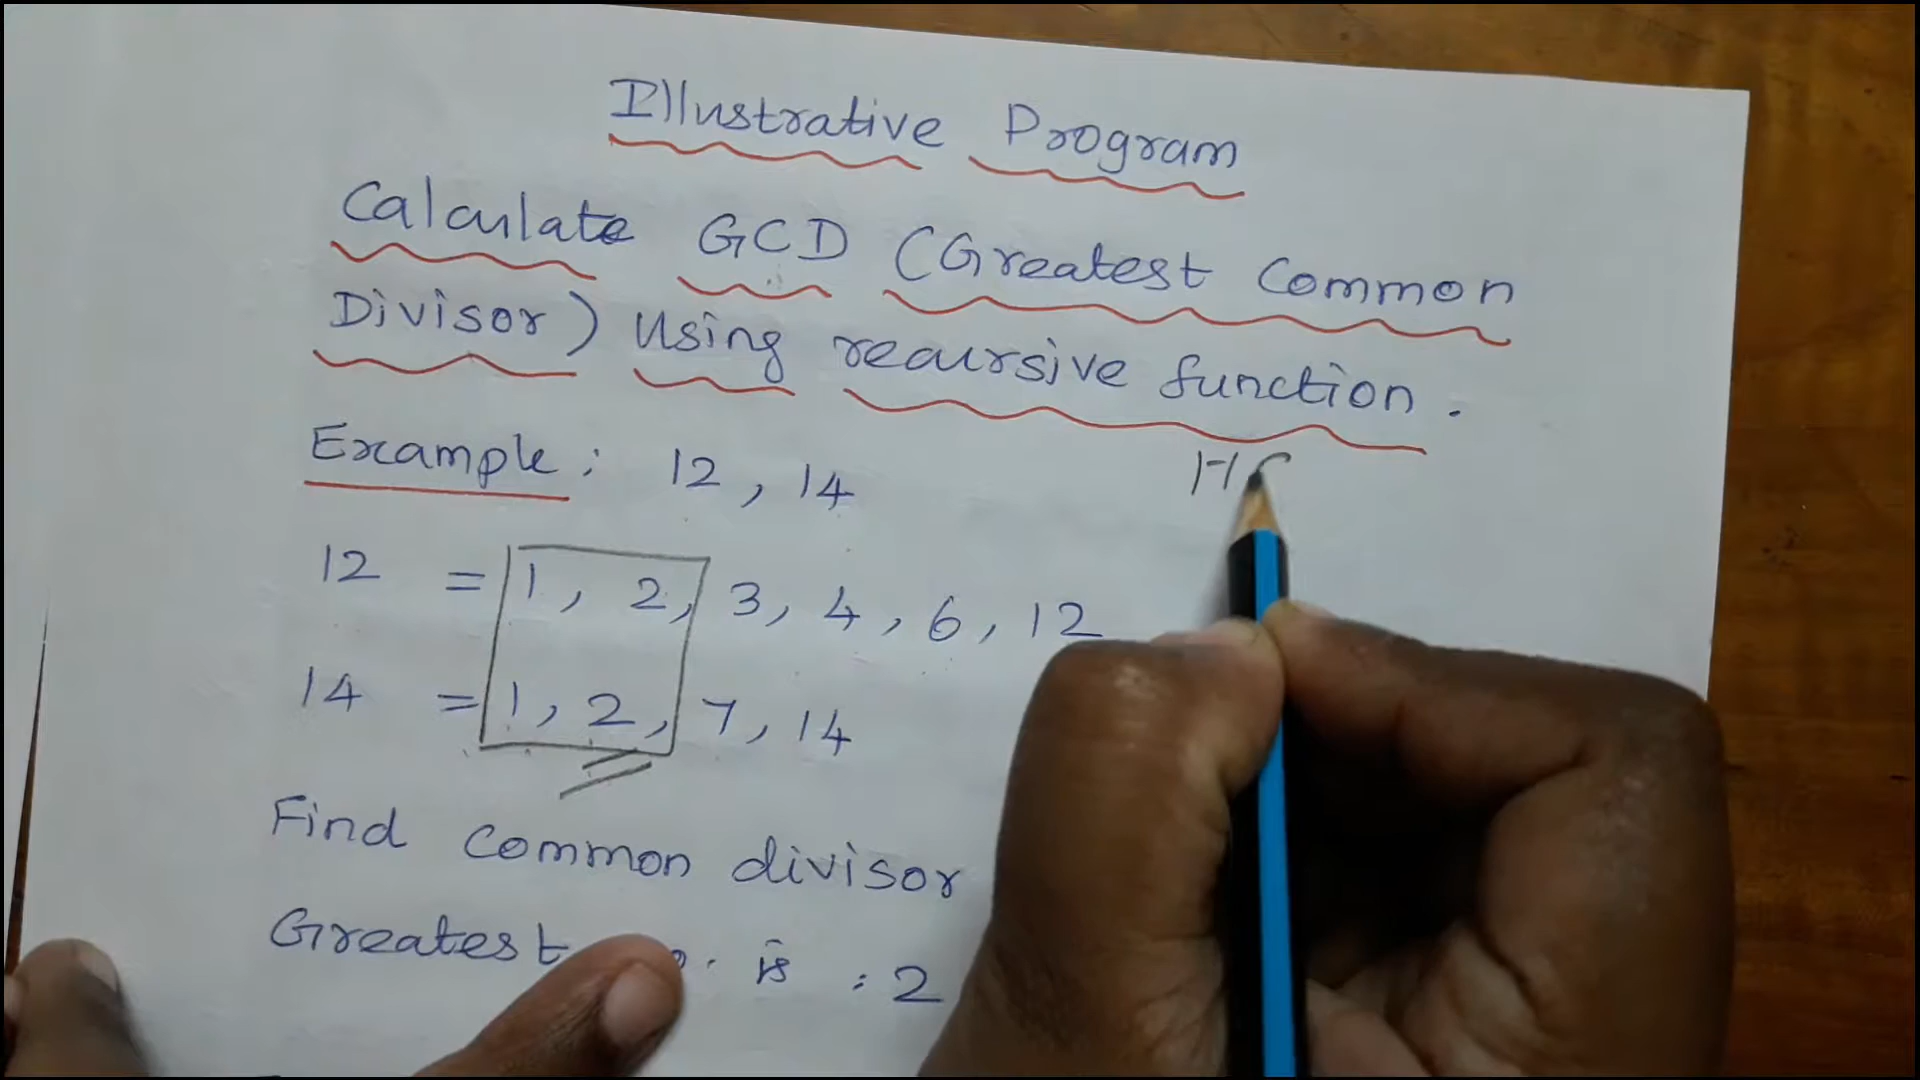 Illustrative Program
Calculate GCD (Greatest Common
Divisor) Using recursive function.
Example: 12, 14
HC
12 = 1, 2, 3, 4, 6, 12
14 = 1, 2, 7, 14
Find Common divisor
Greatest is : 2